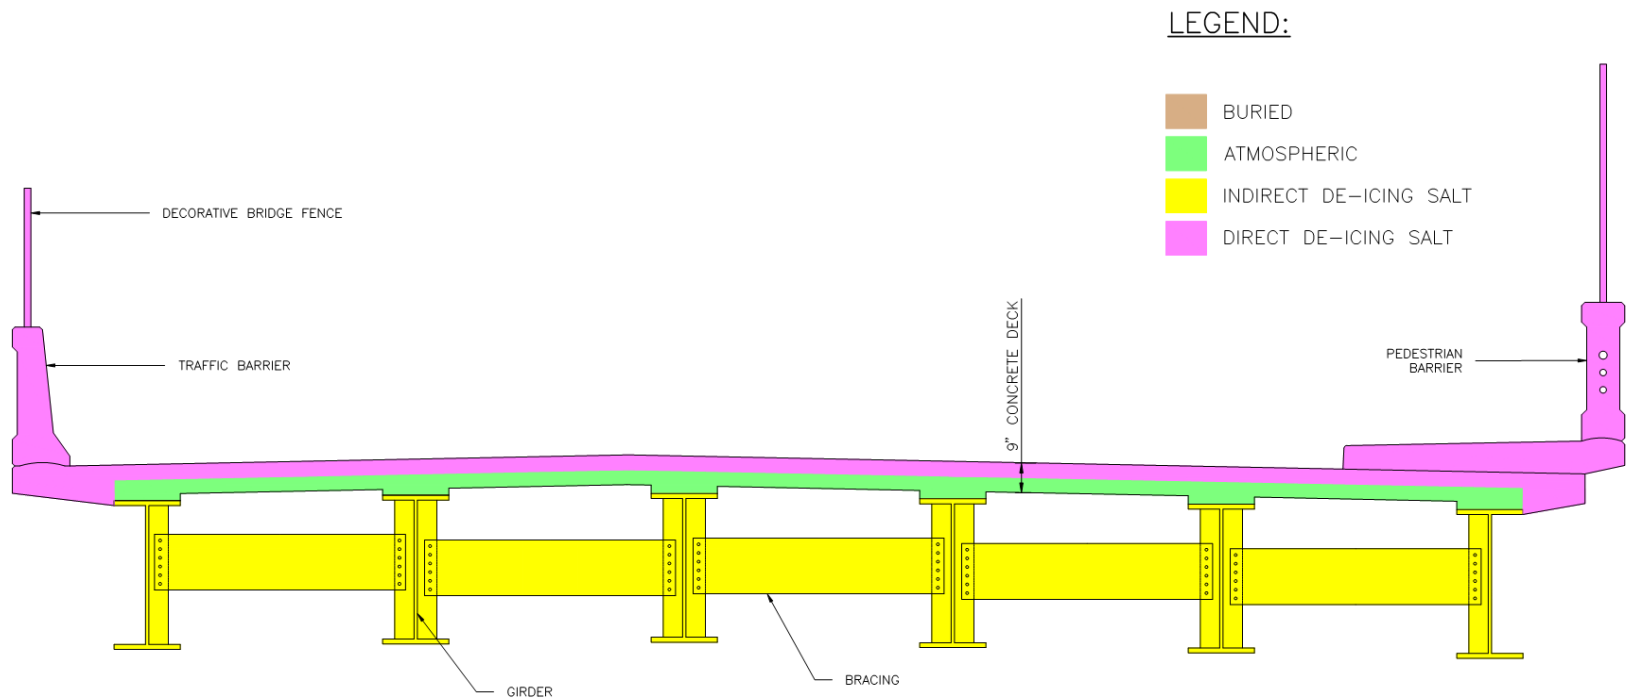 LEGEND:
BURIED
ATMOSPHERIC
INDIRECT DE–ICING SALT
DIRECT DE–ICING SALT
DECORATIVE BRIDGE FENCE
TRAFFIC BARRIER
9" CONCRETE DECK
PEDESTRIAN
BARRIER
BRACING
GIRDER